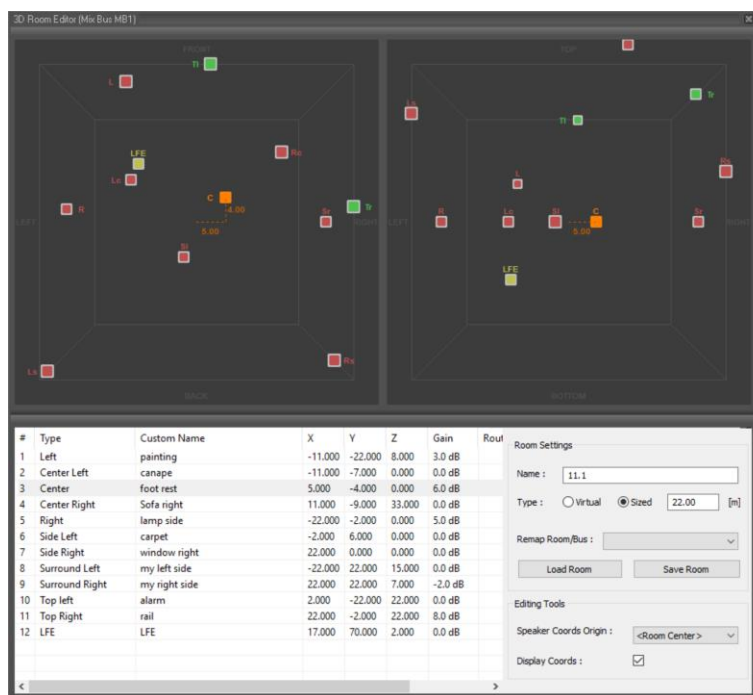 3D Room Editor (Mix Bus MB1)
FRONT
TOP
Tl
L
Ls
Tr
Tl
LFE
Rc
Rs
Lc
L
C
-4.00
R
Sr
Tr
R
Lc
Sl
C
Sr
LEFT
RIGHT
LEFT
RIGHT
5.00
5.00
Sl
LFE
Ls
Rs
BACK
BOTTOM
# Type Custom Name X Y Z Gain Rout
1 Left painting -11.000 -22.000 8.000 3.0 dB
2 Center Left canape -11.000 -7.000 0.000 0.0 dB
3 Center foot rest 5.000 -4.000 0.000 6.0 dB
4 Center Right Sofa right 11.000 -9.000 33.000 0.0 dB
5 Right lamp side -22.000 -2.000 0.000 5.0 dB
6 Side Left carpet -2.000 6.000 0.000 0.0 dB
7 Side Right window right 22.000 0.000 0.000 0.0 dB
8 Surround Left my left side -22.000 22.000 15.000 0.0 dB
9 Surround Right my right side 22.000 22.000 7.000 -2.0 dB
10 Top left alarm 2.000 -22.000 22.000 0.0 dB
11 Top Right rail 22.000 -2.000 22.000 8.0 dB
12 LFE LFE 17.000 70.000 2.000 0.0 dB
Room Settings
Name : 11.1
Type : Virtual Sized 22.00 [m]
Remap Room/Bus :
Load Room Save Room
Editing Tools
Speaker Coords Origin : <Room Center>
Display Coords :